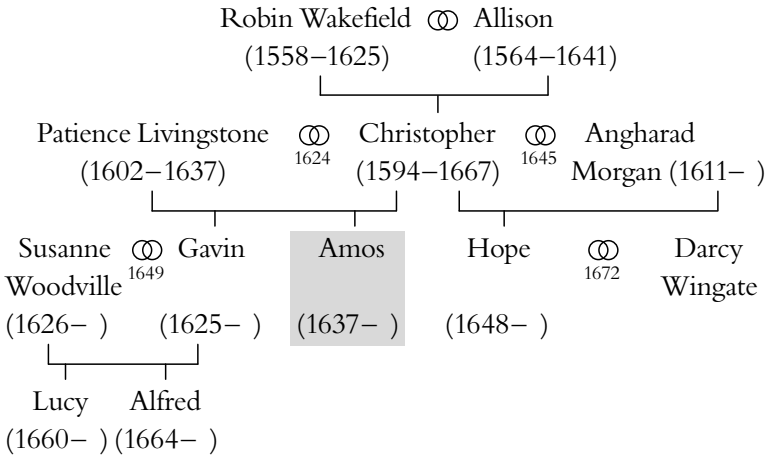 Robin Wakefield ⚭ Allison
(1558–1625) (1564–1641)
Patience Livingstone ⚭ Christopher ⚭ Angharad
1624 1645
(1602–1637) (1594–1667) Morgan (1611– )
Susanne ⚭ Gavin Amos Hope ⚭ Darcy
1649 1672
Woodville Wingate
(1626– ) (1625– ) (1637– ) (1648– )
Lucy Alfred
(1660– ) (1664– )